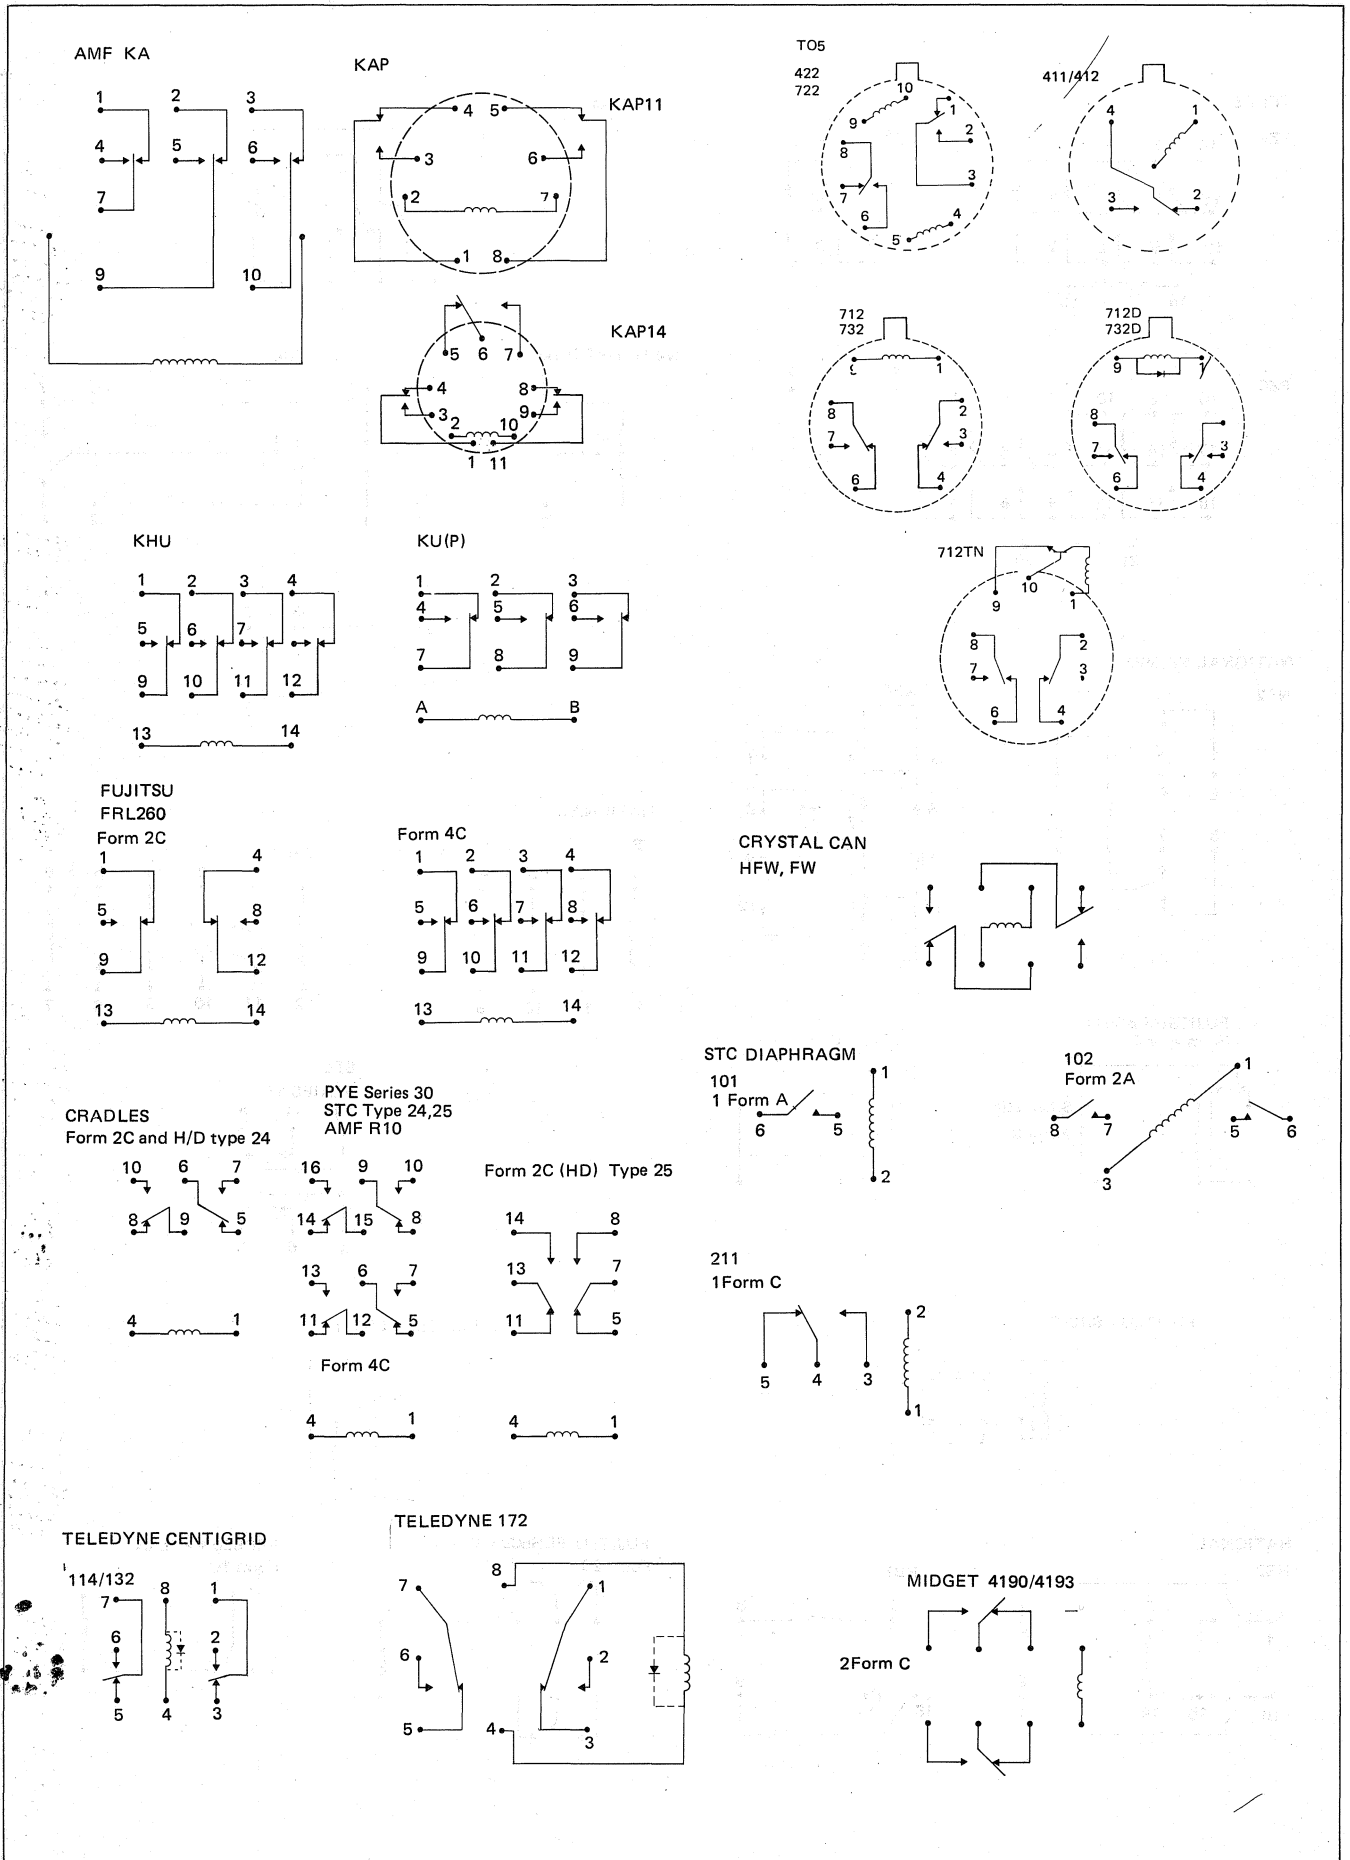 AMF KA
1 2 3
4 5 6
7
9 10
KAP
KAP11
4 5
3 6
2 7
1 8
KAP14
5 6 7
4 8
3 9
2 10
1 11
TO5
422
722
10
1
9 2
8
7 3
6 4
5
411/412
4 1
3 2
712
732
1
8 2
7 3
6 4
712D
732D
9 1
8
7 3
6 4
712TN
10
9 1
8 2
7 3
6 4
KHU
1 2 3 4
5 6 7
9 10 11 12
13 14
KU(P)
1 2 3
4 5 6
7 8 9
A B
FUJITSU
FRL260
Form 2C
1 4
5 8
9 12
13 14
Form 4C
1 2 3 4
5 6 7 8
9 10 11 12
13 14
CRYSTAL CAN
HFW, FW
STC DIAPHRAGM
101
1 Form A
1
6 5
2
102
Form 2A
1
8 7 5 6
3
CRADLES
Form 2C and H/D type 24
10 6 7
8 9 5
4 1
PYE Series 30
STC Type 24,25
AMF R10
16 9 10
14 15 8
13 6 7
11 12 5
Form 4C
4 1
Form 2C (HD) Type 25
14 8
13 7
11 5
4 1
211
1Form C
2
5 4 3
1
TELEDYNE CENTIGRID
114/132
7 8 1
6 2
5 4 3
TELEDYNE 172
7 8 1
6 2
5 4 3
MIDGET 4190/4193
2Form C